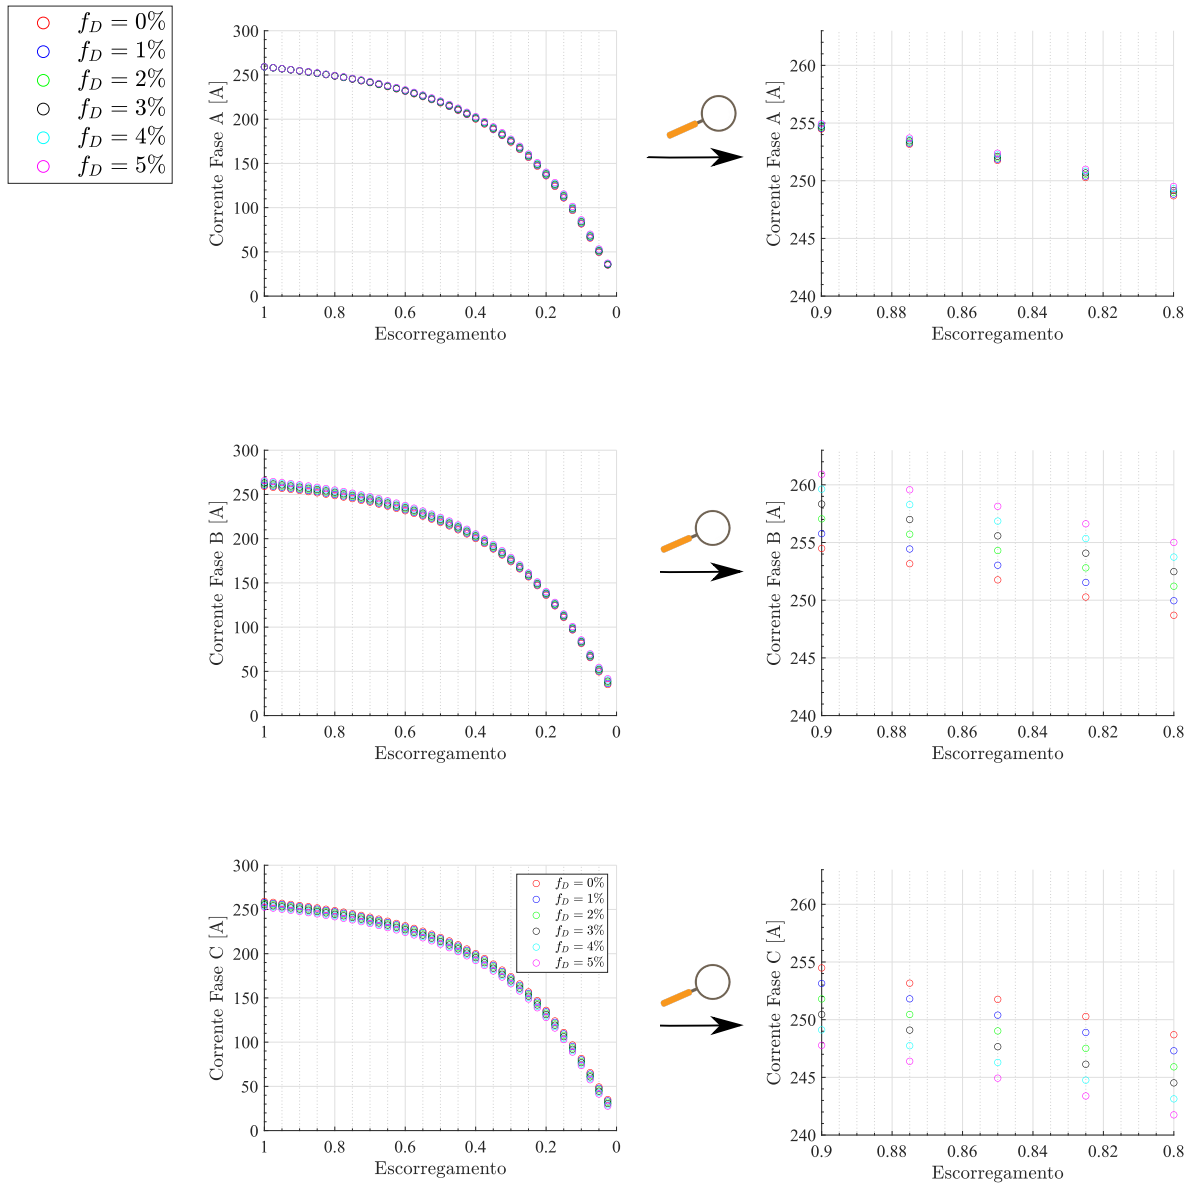 f_D = 0%
f_D = 1%
f_D = 2%
f_D = 3%
f_D = 4%
f_D = 5%
Corrente Fase A [A]
300
250
200
150
100
50
0
1 0.8 0.6 0.4 0.2 0
Escorregamento
Corrente Fase A [A]
260
255
250
245
240
0.9 0.88 0.86 0.84 0.82 0.8
Escorregamento
Corrente Fase B [A]
300
250
200
150
100
50
0
1 0.8 0.6 0.4 0.2 0
Escorregamento
Corrente Fase B [A]
260
255
250
245
240
0.9 0.88 0.86 0.84 0.82 0.8
Escorregamento
Corrente Fase C [A]
300
250
200
150
100
50
0
1 0.8 0.6 0.4 0.2 0
Escorregamento
f_D = 0%
f_D = 1%
f_D = 2%
f_D = 3%
f_D = 4%
f_D = 5%
Corrente Fase C [A]
260
255
250
245
240
0.9 0.88 0.86 0.84 0.82 0.8
Escorregamento